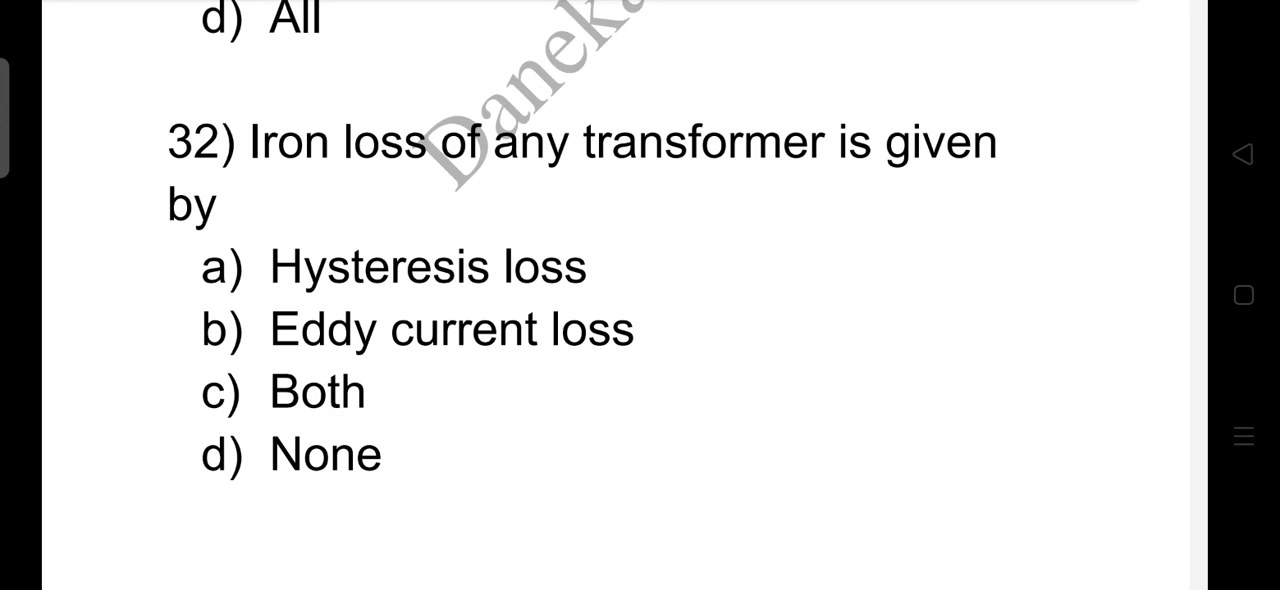 d) All
32) Iron loss of any transformer is given
by
a) Hysteresis loss
b) Eddy current loss
c) Both
d) None